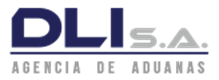 DLI S.A.
AGENCIA DE ADUANAS